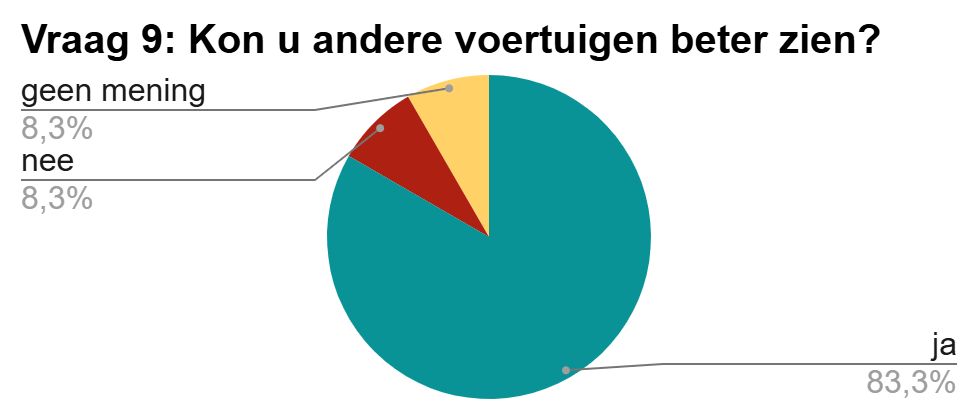 Vraag 9: Kon u andere voertuigen beter zien?
geen mening
8,3%
nee
8,3%
ja
83,3%